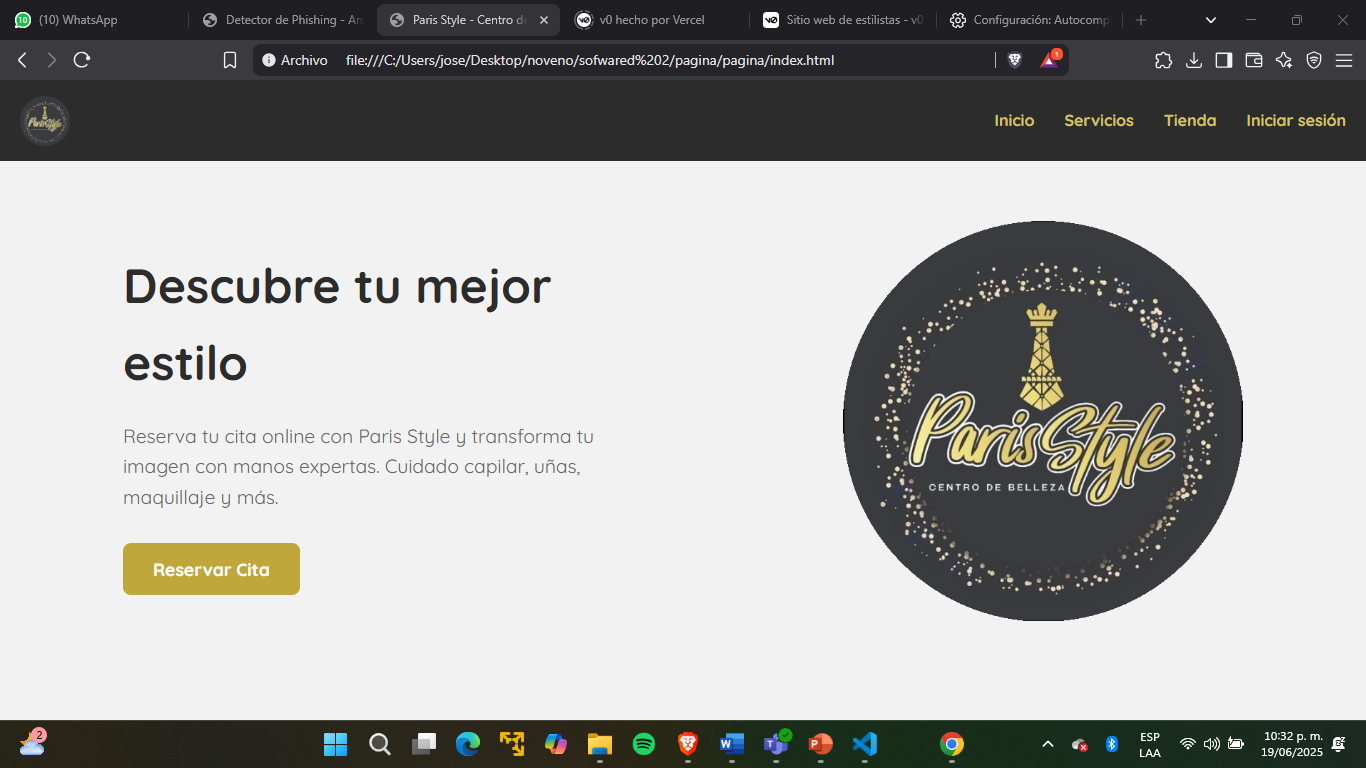 (10) WhatsApp
Detector de Phishing - An
Paris Style - Centro de
v0 hecho por Vercel
Sitio web de estilistas - v0
Configuración: Autocomp
Archivo
file:///C:/Users/jose/Desktop/noveno/sofwared%202/pagina/pagina/index.html
1
Paris Style
Inicio
Servicios
Tienda
Iniciar sesión
Descubre tu mejor
estilo
Reserva tu cita online con Paris Style y transforma tu
imagen con manos expertas. Cuidado capilar, uñas,
maquillaje y más.
Reservar Cita
Paris Style
CENTRO DE BELLEZA
2
ESP
LAA
10:32 p. m.
19/06/2025